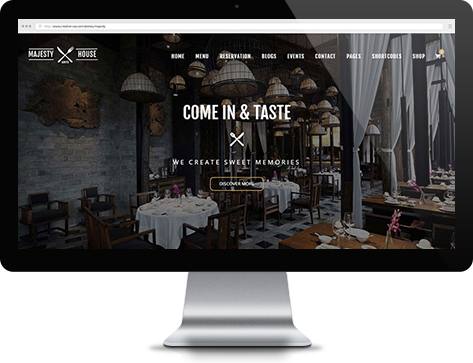 MAJESTY HOUSE
HOME MENU RESERVATION BLOGS EVENTS CONTACT PAGES SHORTCODES SHOP
COME IN & TASTE
WE CREATE SWEET MEMORIES
DISCOVER MORE